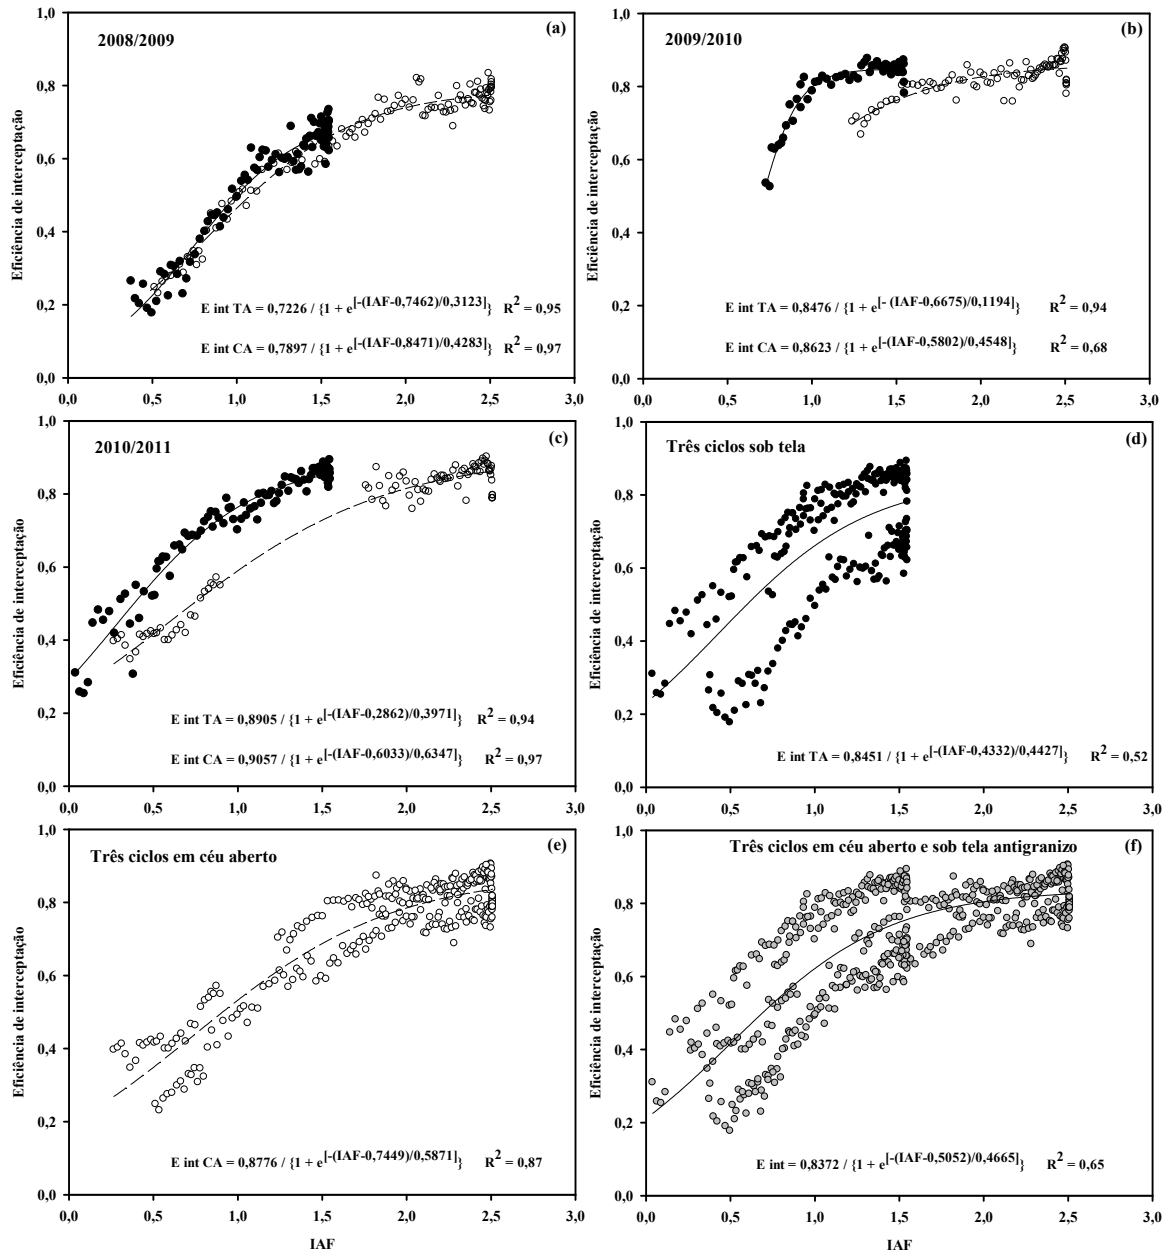 (a)
2008/2009
Eficiência de interceptação
1,0
0,8
0,6
0,4
0,2
0,0
E int TA = 0,7226 / {1 + e[-(IAF-0,7462)/0,3123]} R2 = 0,95
E int CA = 0,7897 / {1 + e[-(IAF-0,8471)/0,4283]} R2 = 0,97
0,0 0,5 1,0 1,5 2,0 2,5 3,0
(b)
2009/2010
Eficiência de interceptação
1,0
0,8
0,6
0,4
0,2
0,0
E int TA = 0,8476 / {1 + e[- (IAF-0,6675)/0,1194]} R2 = 0,94
E int CA = 0,8623 / {1 + e[-(IAF-0,5802)/0,4548]} R2 = 0,68
0,0 0,5 1,0 1,5 2,0 2,5 3,0
(c)
2010/2011
Eficiência de interceptação
1,0
0,8
0,6
0,4
0,2
0,0
E int TA = 0,8905 / {1 + e[-(IAF-0,2862)/0,3971]} R2 = 0,94
E int CA = 0,9057 / {1 + e[-(IAF-0,6033)/0,6347]} R2 = 0,97
0,0 0,5 1,0 1,5 2,0 2,5 3,0
(d)
Três ciclos sob tela
Eficiência de interceptação
1,0
0,8
0,6
0,4
0,2
0,0
E int TA = 0,8451 / {1 + e[-(IAF-0,4332)/0,4427]} R2 = 0,52
0,0 0,5 1,0 1,5 2,0 2,5 3,0
(e)
Três ciclos em céu aberto
Eficiência de interceptação
1,0
0,8
0,6
0,4
0,2
0,0
E int CA = 0,8776 / {1 + e[-(IAF-0,7449)/0,5871]} R2 = 0,87
0,0 0,5 1,0 1,5 2,0 2,5 3,0
IAF
Três ciclos em céu aberto e sob tela antigranizo
(f)
Eficiência de interceptação
1,0
0,8
0,6
0,4
0,2
0,0
E int = 0,8372 / {1 + e[-(IAF-0,5052)/0,4665]} R2 = 0,65
0,0 0,5 1,0 1,5 2,0 2,5 3,0
IAF